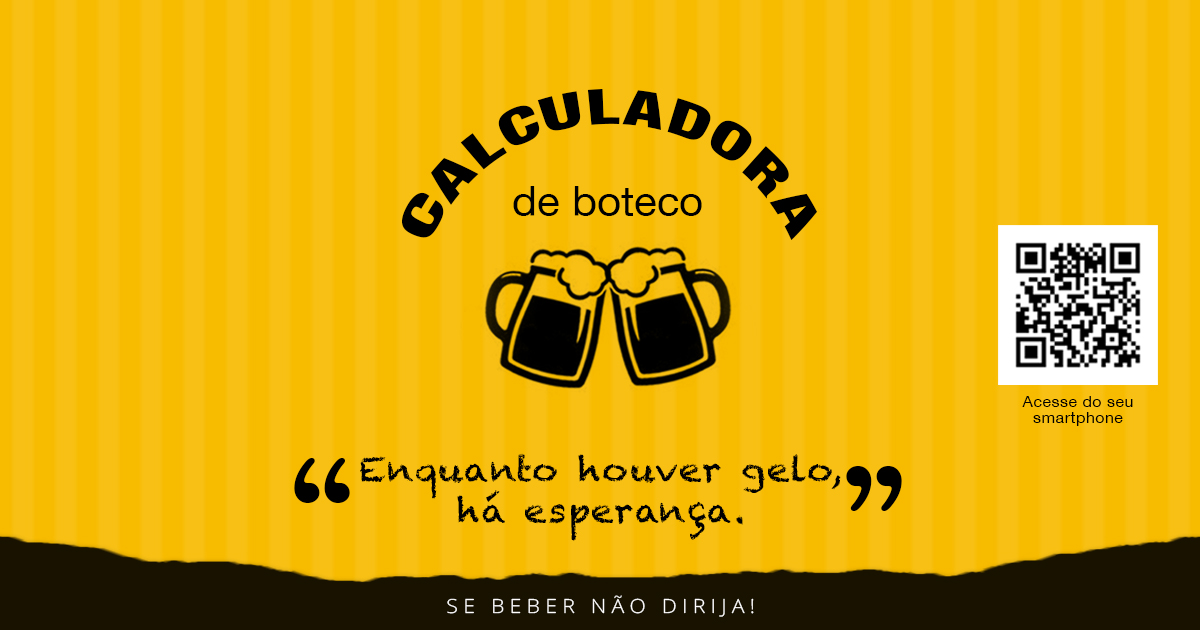 CALCULADORA
de boteco
Acesse do seu
smartphone
“Enquanto houver gelo,”
há esperança.
SE BEBER NÃO DIRIJA!